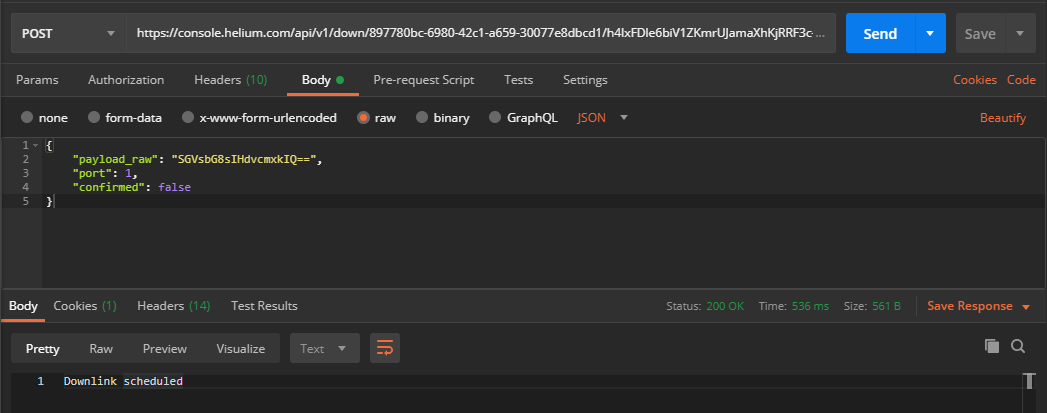 POST https://console.helium.com/api/v1/down/897780bc-6980-42c1-a659-30077e8dbcd1/h4lxFDle6biV1ZKmrUJamaXhKjRRF3c-... Send Save
Params Authorization Headers (10) Body Pre-request Script Tests Settings Cookies Code
none form-data x-www-form-urlencoded raw binary GraphQL JSON Beautify
1 {
2 "payload_raw": "SGVsbG8sIHdvcmxkIQ==",
3 "port": 1,
4 "confirmed": false
5 }
Body Cookies (1) Headers (14) Test Results Status: 200 OK Time: 536 ms Size: 561 B Save Response
Pretty Raw Preview Visualize Text
1 Downlink scheduled